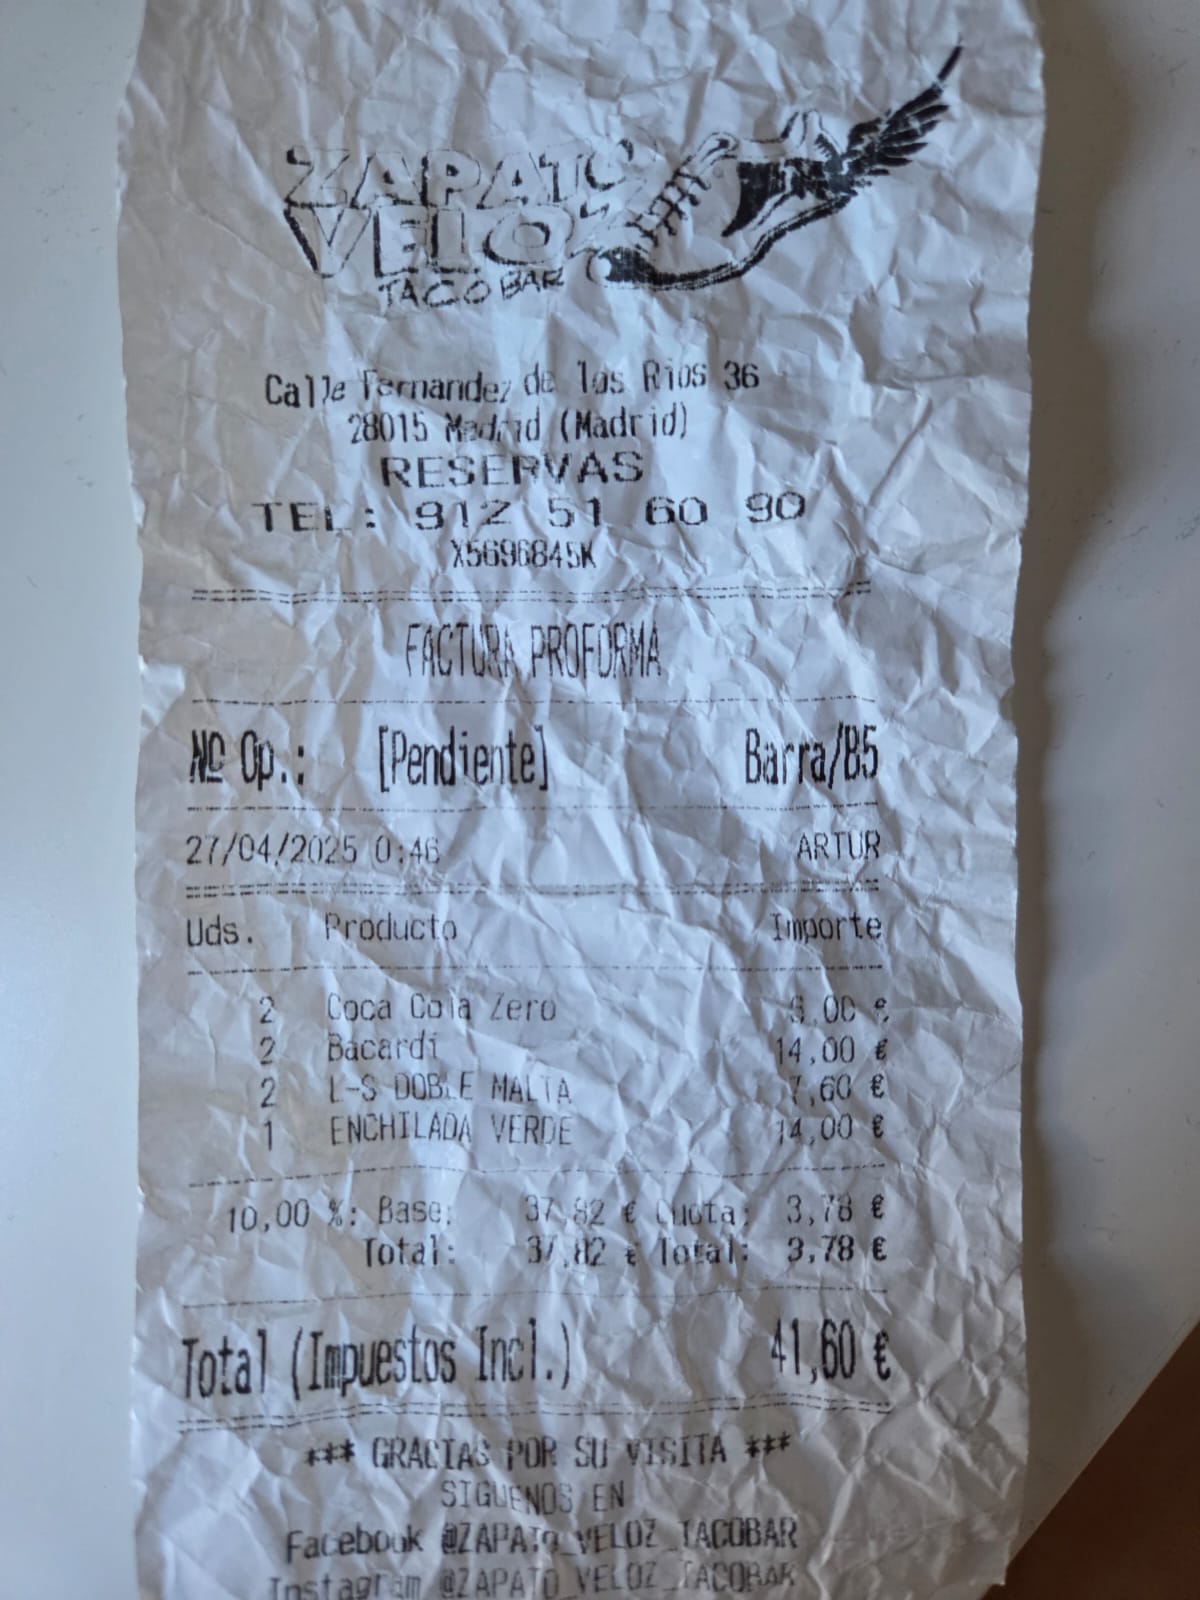 ZAPATO
VELOZ
TACO BAR
Calle Fernandez de los Rios 36
28015 Madrid (Madrid)
RESERVAS
TEL: 912 51 60 90
X5696845K
FACTURA PROFORMA
Nº Op.: [Pendiente] Barra/B5
27/04/2025 0:46 ARTUR
Uds. Producto Importe
2 Coca Cola Zero 6,00 €
2 Bacardi 14,00 €
2 L-S DOBLE MALTA 7,60 €
1 ENCHILADA VERDE 14,00 €
10,00 %: Base: 37,82 € Cuota: 3,78 €
Total: 37,82 € Total: 3,78 €
Total (Impuestos Incl.) 41,60 €
*** GRACIAS POR SU VISITA ***
SIGUENOS EN
Facebook @ZAPATO_VELOZ_TACOBAR
Instagram @ZAPATO_VELOZ_TACOBAR